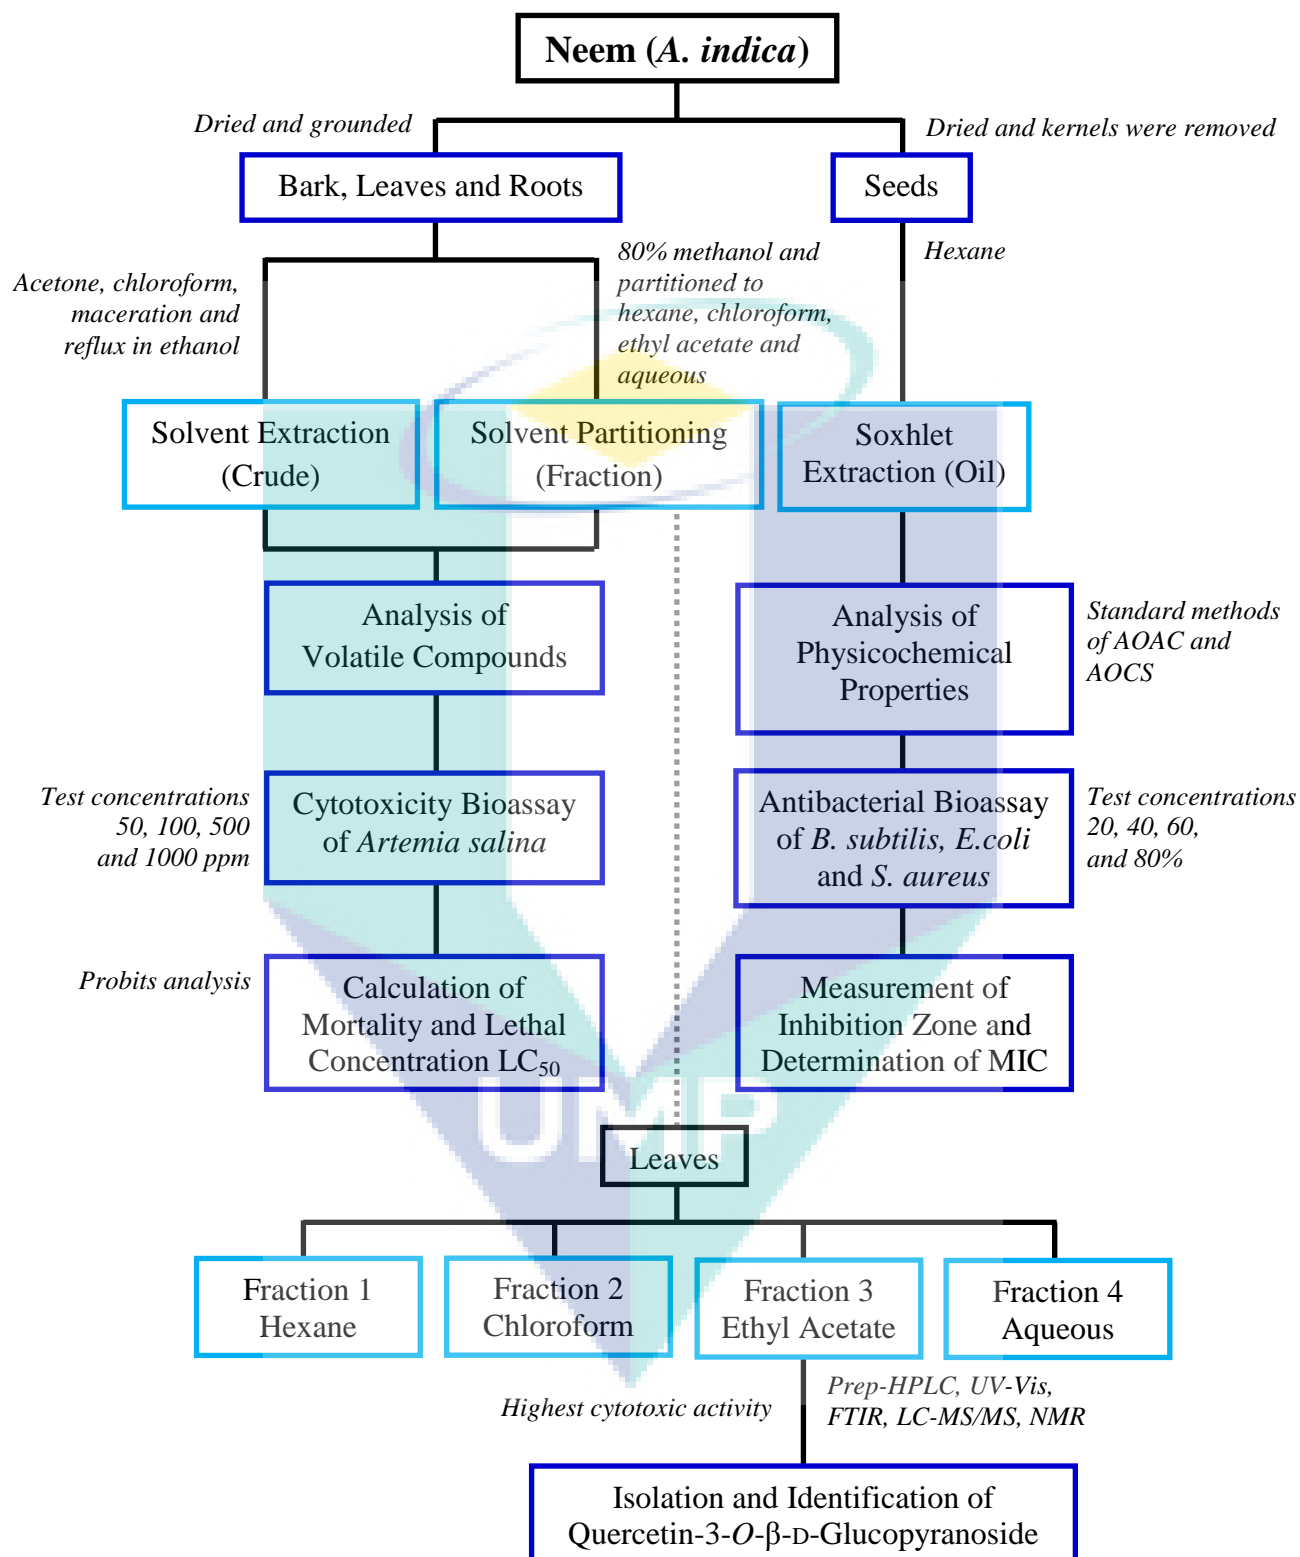 Neem (A. indica)
Dried and grounded
Dried and kernels were removed
Bark, Leaves and Roots
Seeds
Acetone, chloroform,
maceration and
reflux in ethanol
80% methanol and
partitioned to
hexane, chloroform,
ethyl acetate and
aqueous
Hexane
Solvent Extraction
(Crude)
Solvent Partitioning
(Fraction)
Soxhlet
Extraction (Oil)
Analysis of
Volatile Compounds
Analysis of
Physicochemical
Properties
Standard methods
of AOAC and
AOCS
Test concentrations
50, 100, 500
and 1000 ppm
Cytotoxicity Bioassay
of Artemia salina
Antibacterial Bioassay
of B. subtilis, E.coli
and S. aureus
Test concentrations
20, 40, 60,
and 80%
Probits analysis
Calculation of
Mortality and Lethal
Concentration LC₅₀
Measurement of
Inhibition Zone and
Determination of MIC
UMP
Leaves
Fraction 1
Hexane
Fraction 2
Chloroform
Fraction 3
Ethyl Acetate
Fraction 4
Aqueous
Highest cytotoxic activity
Prep-HPLC, UV-Vis,
FTIR, LC-MS/MS, NMR
Isolation and Identification of
Quercetin-3-O-β-D-Glucopyranoside